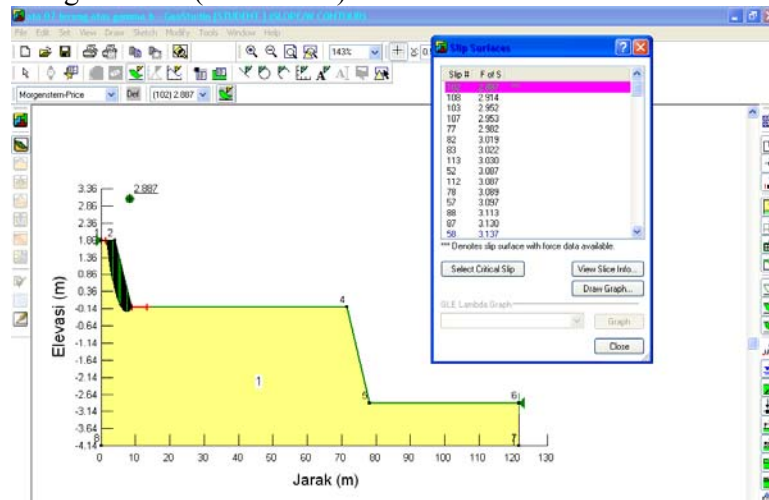 GeoStudio (STUDENT)
File Edit Set View Draw Sketch Modify Tools Window Help
143%
Morgenstern-Price Def (102) 2.887
Slip Surfaces
Slip # F of S
102 2.887 ***
108 2.914
103 2.952
107 2.953
77 2.982
82 3.019
83 3.022
113 3.030
52 3.087
112 3.087
78 3.089
57 3.097
88 3.113
87 3.130
58 3.137
*** Denotes slip surface with force data available.
Select Critical Slip View Slice Info...
Draw Graph...
GLE Lambda Graph
Graph
Close
2.887
3.36
2.86
2.36
1.86
1.36
0.86
0.36
-0.14
-0.64
-1.14
-1.64
-2.14
-2.64
-3.14
-3.64
-4.14
Elevasi (m)
1 2
4
1
5 6
8 7
0 10 20 30 40 50 60 70 80 90 100 110 120 130
Jarak (m)